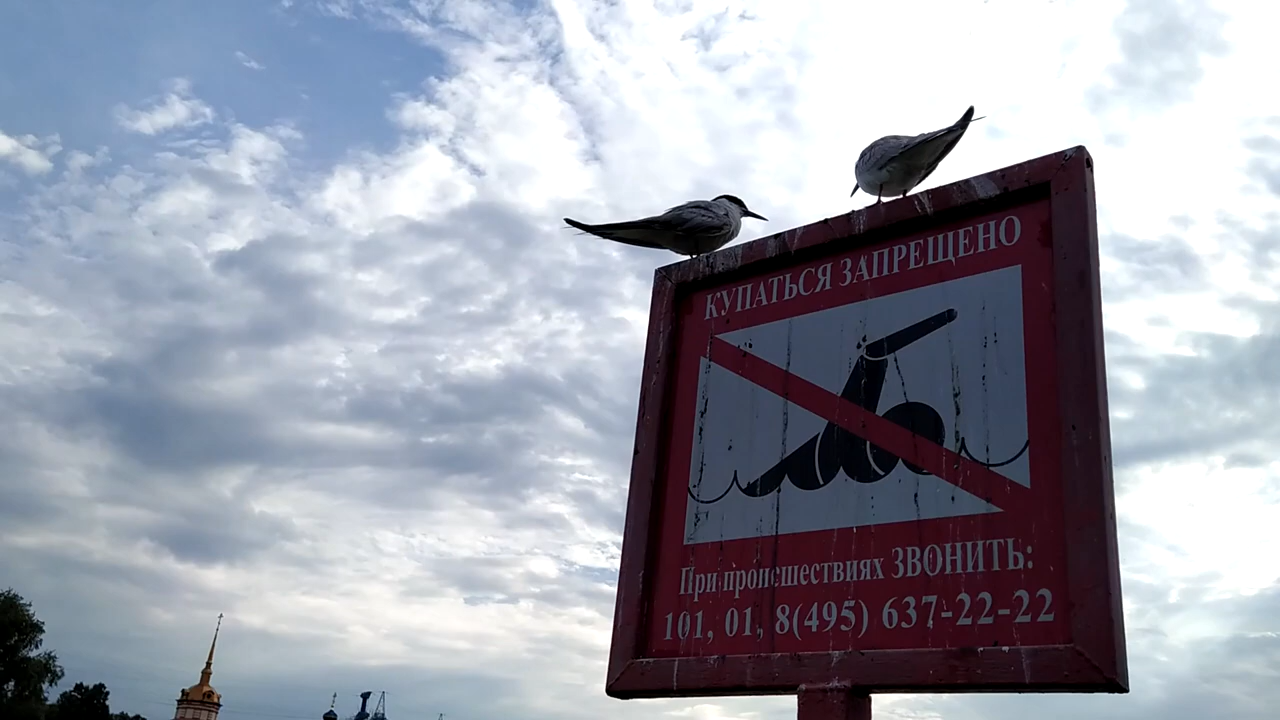 КУПАТЬСЯ ЗАПРЕЩЕНО
При происшествиях ЗВОНИТЬ:
101, 01, 8(495) 637-22-22